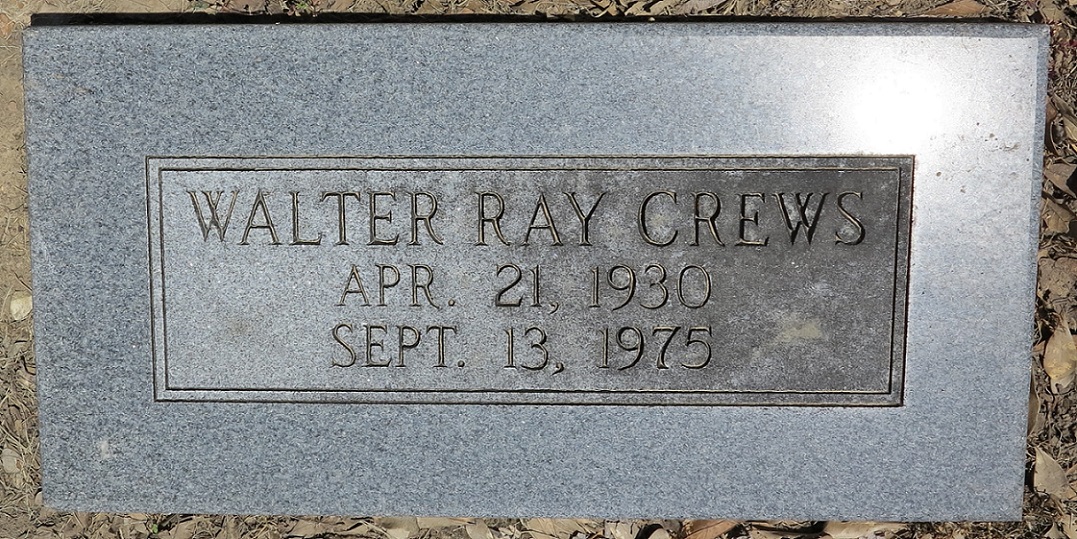 WALTER RAY CREWS
APR. 21, 1930
SEPT. 13, 1975